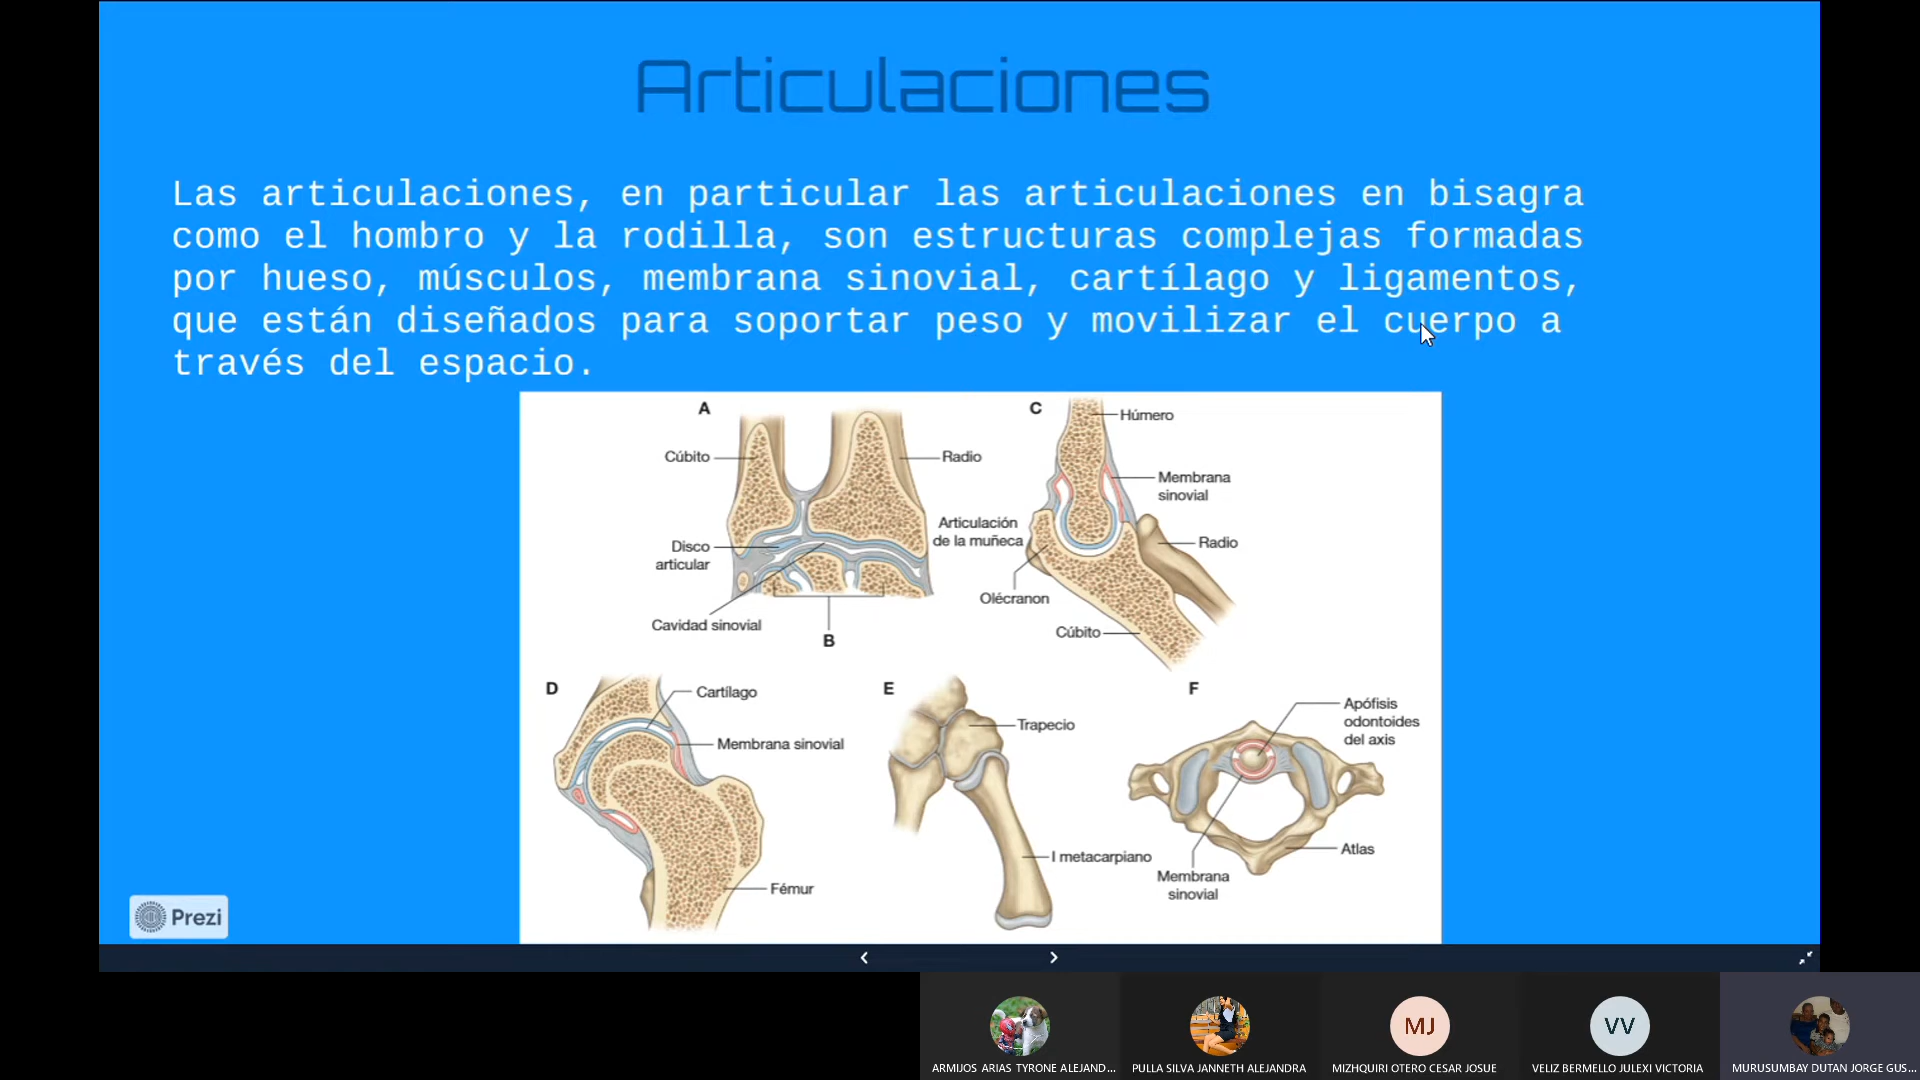 Articulaciones
Las articulaciones, en particular las articulaciones en bisagra
como el hombro y la rodilla, son estructuras complejas formadas
por hueso, músculos, membrana sinovial, cartílago y ligamentos,
que están diseñados para soportar peso y movilizar el cuerpo a
través del espacio.
A
Cúbito
Radio
Disco
articular
Articulación
de la muñeca
Cavidad sinovial
B
C
Húmero
Membrana
sinovial
Radio
Olécranon
Cúbito
D
Cartílago
Membrana sinovial
Fémur
E
Trapecio
I metacarpiano
F
Apófisis
odontoides
del axis
Atlas
Membrana
sinovial
Prezi
MJ
VV
ARMIJOS ARIAS TYRONE ALEJAND...
PULLA SILVA JANNETH ALEJANDRA
MIZHQUIRI OTERO CESAR JOSUE
VELIZ BERMELLO JULEXI VICTORIA
MURUSUMBAY DUTAN JORGE GUS...